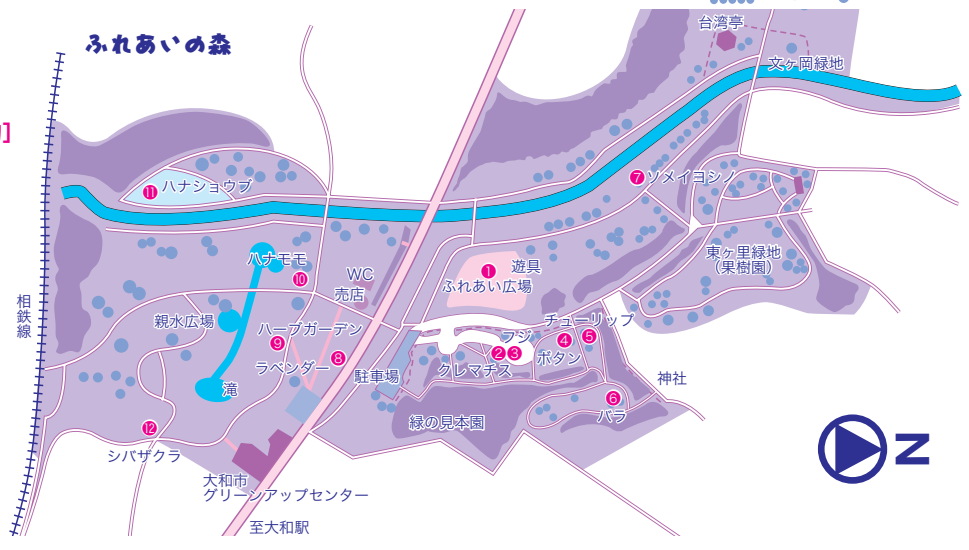 台湾亭
ふれあいの森
文ヶ岡緑地
]
⑦ソメイヨシノ
⑪ハナショウブ
東ヶ里緑地
(果樹園)
ハナモモ
⑩
WC
売店
①遊具
ふれあい広場
相鉄線
親水広場
ハーブガーデン
⑨
ラベンダー⑧
チューリップ
フジ
④
⑤
②③
ボタン
クレマチス
駐車場
神社
滝
⑥
バラ
緑の見本園
⑫
シバザクラ
N
大和市
グリーンアップセンター
至大和駅